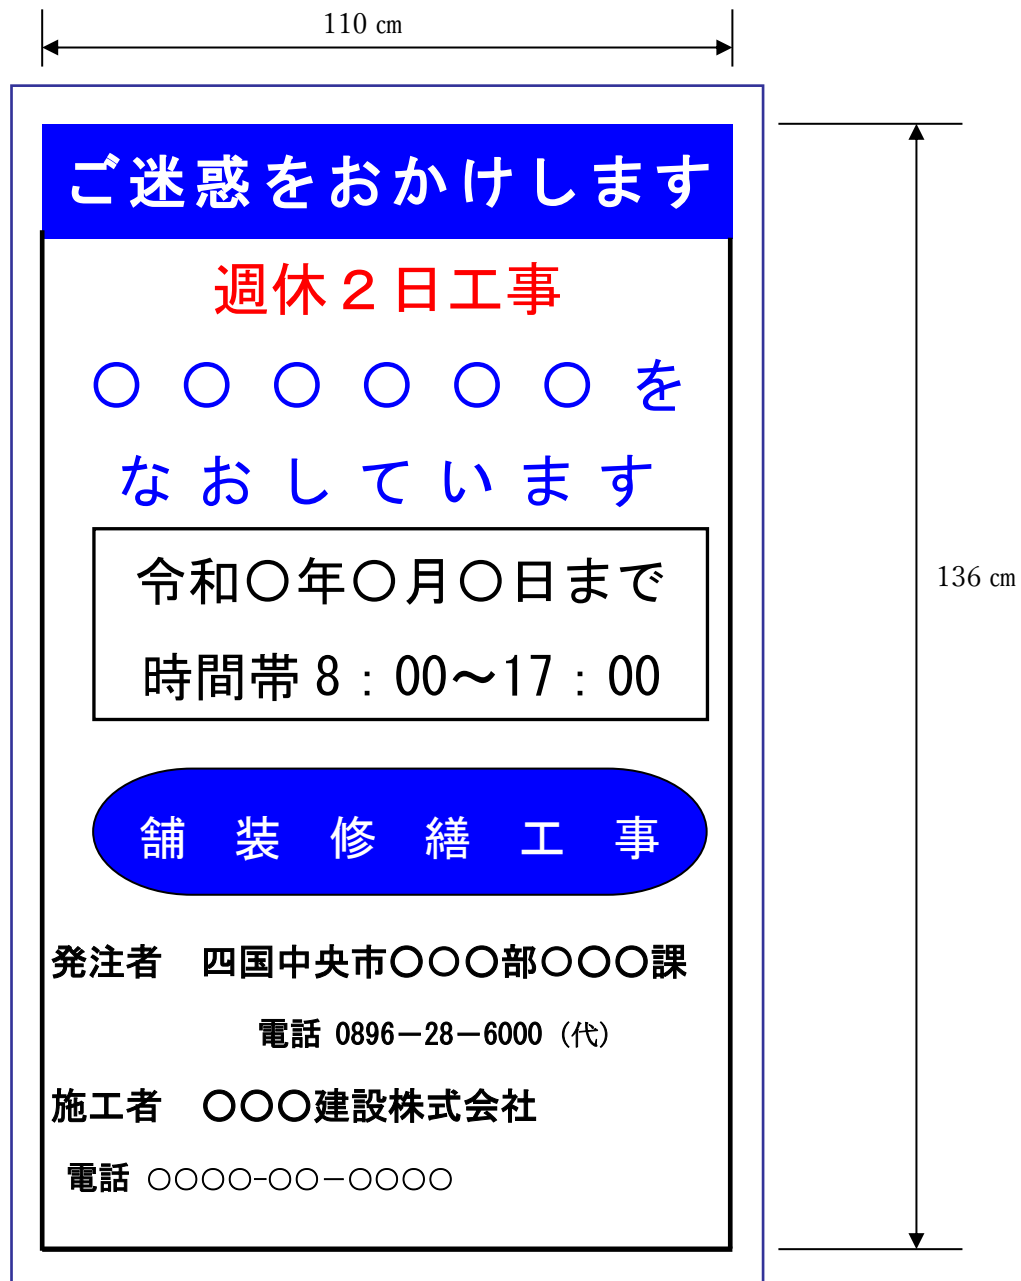 110 ㎝
ご迷惑をおかけします
週休２日工事
○○○○○○を
なおしています
令和○年○月○日まで
時間帯 8：00～17：00
136 ㎝
舗装修繕工事
発注者　四国中央市○○○部○○○課
電話 0896－28－6000（代）
施工者　○○○建設株式会社
電話 ○○○○-○○－○○○○